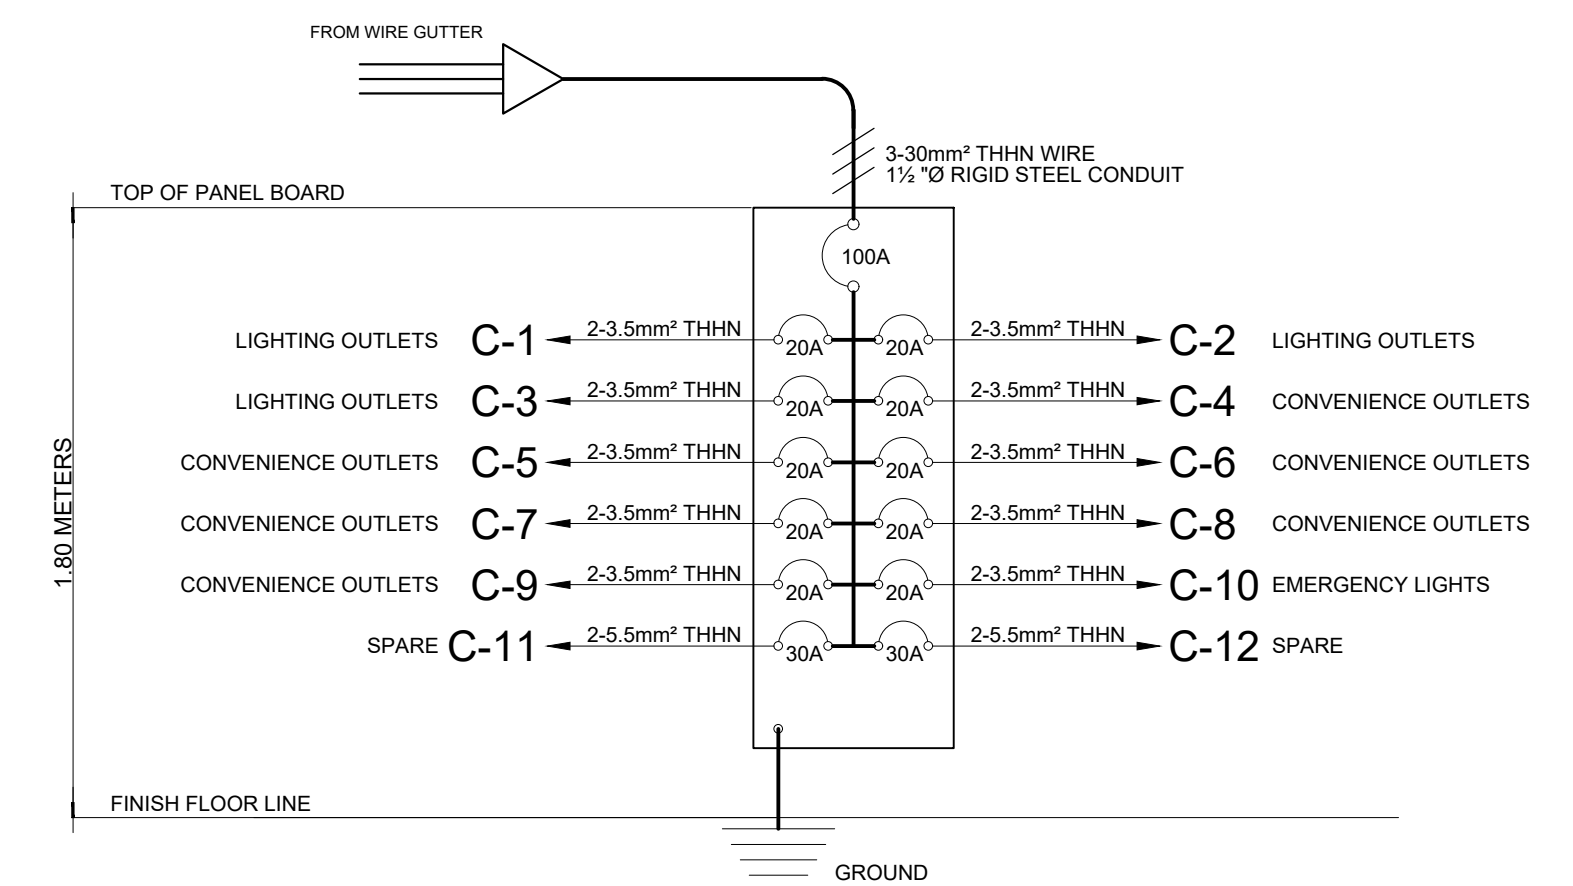 FROM WIRE GUTTER
3-30mm² THHN WIRE
1½ "Ø RIGID STEEL CONDUIT
TOP OF PANEL BOARD
100A
LIGHTING OUTLETS C-1 2-3.5mm² THHN 20A 20A 2-3.5mm² THHN C-2 LIGHTING OUTLETS
LIGHTING OUTLETS C-3 2-3.5mm² THHN 20A 20A 2-3.5mm² THHN C-4 CONVENIENCE OUTLETS
CONVENIENCE OUTLETS C-5 2-3.5mm² THHN 20A 20A 2-3.5mm² THHN C-6 CONVENIENCE OUTLETS
CONVENIENCE OUTLETS C-7 2-3.5mm² THHN 20A 20A 2-3.5mm² THHN C-8 CONVENIENCE OUTLETS
CONVENIENCE OUTLETS C-9 2-3.5mm² THHN 20A 20A 2-3.5mm² THHN C-10 EMERGENCY LIGHTS
SPARE C-11 2-5.5mm² THHN 30A 30A 2-5.5mm² THHN C-12 SPARE
1.80 METERS
FINISH FLOOR LINE
GROUND